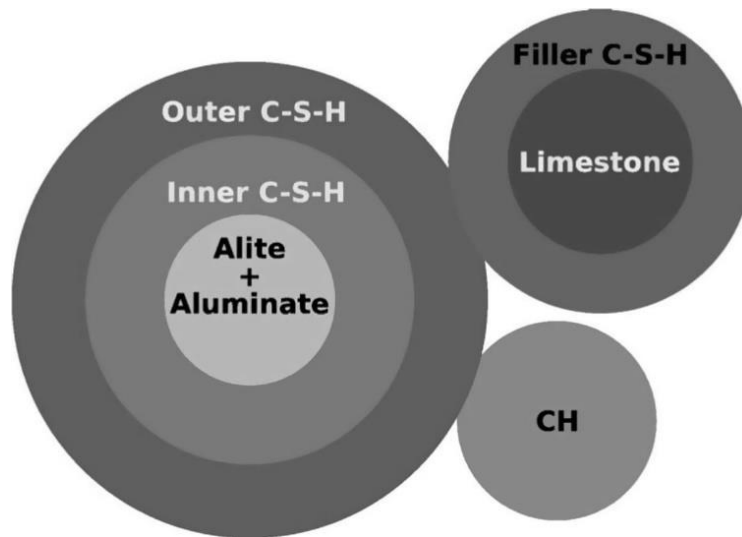 Outer C-S-H
Inner C-S-H
Alite
+
Aluminate
Filler C-S-H
Limestone
CH